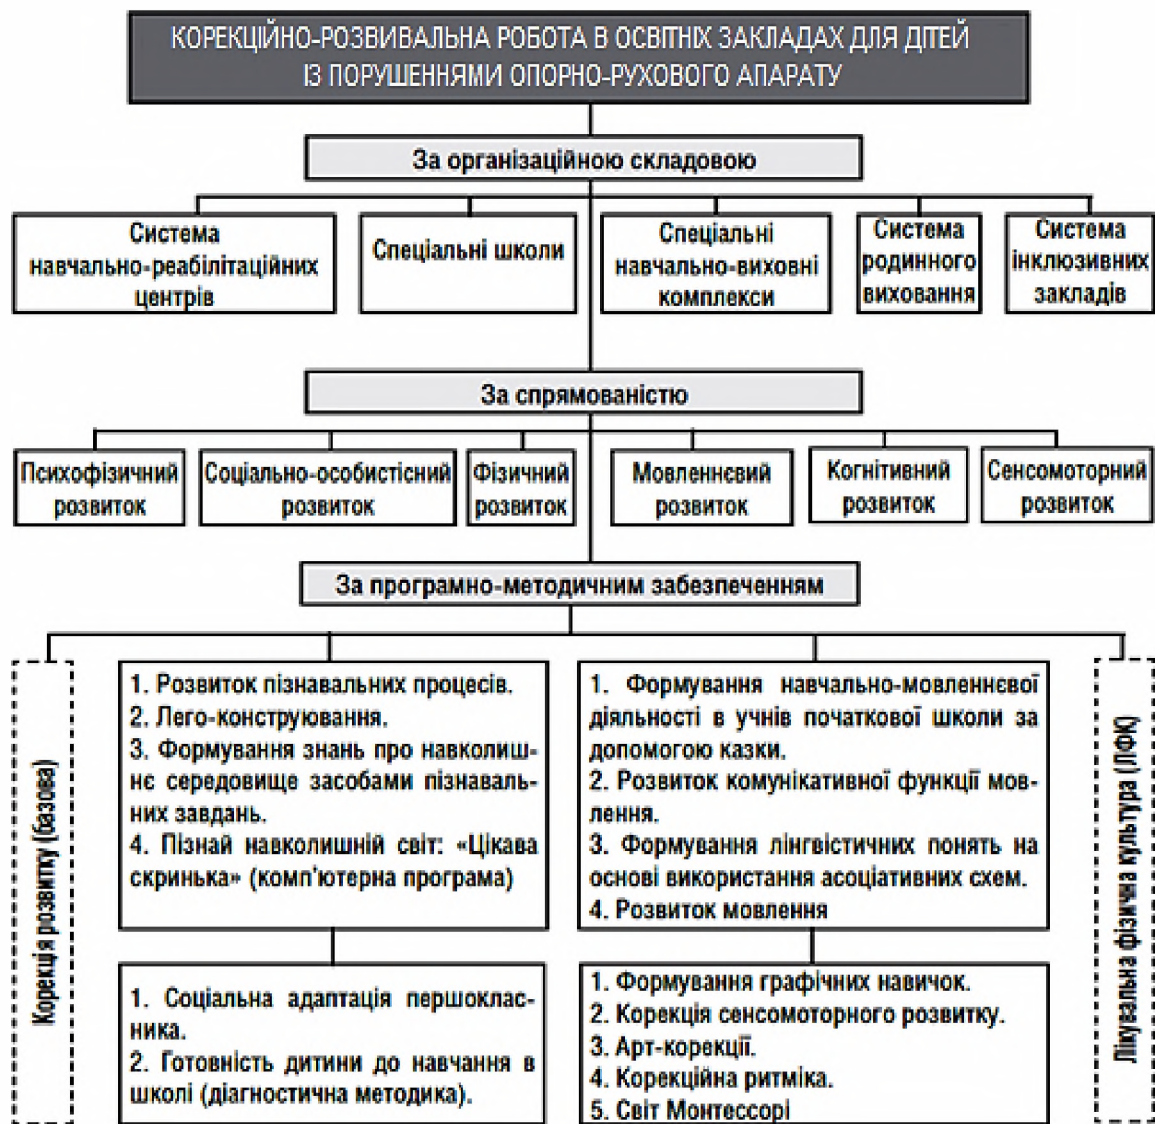 КОРЕКЦІЙНО-РОЗВИВАЛЬНА РОБОТА В ОСВІТНІХ ЗАКЛАДАХ ДЛЯ ДІТЕЙ
ІЗ ПОРУШЕННЯМИ ОПОРНО-РУХОВОГО АПАРАТУ
За організаційною складовою
Система
навчально-реабілітаційних
центрів
Спеціальні школи
Спеціальні
навчально-виховні
комплекси
Система
родинного
виховання
Система
інклюзивних
закладів
За спрямованістю
Психофізичний
розвиток
Соціально-особистісний
розвиток
Фізичний
розвиток
Мовленнєвий
розвиток
Когнітивний
розвиток
Сенсомоторний
розвиток
За програмно-методичним забезпеченням
Корекція розвитку (базова)
1. Розвиток пізнавальних процесів.
2. Лего-конструювання.
3. Формування знань про навколиш-
нє середовище засобами пізнаваль-
них завдань.
4. Пізнай навколишній світ: «Цікава
скринька» (комп'ютерна програма)
1. Формування навчально-мовленнєвої
діяльності в учнів початкової школи за
допомогою казки.
2. Розвиток комунікативної функції мов-
лення.
3. Формування лінгвістичних понять на
основі використання асоціативних схем.
4. Розвиток мовлення
1. Соціальна адаптація першоклас-
ника.
2. Готовність дитини до навчання в
школі (діагностична методика).
1. Формування графічних навичок.
2. Корекція сенсомоторного розвитку.
3. Арт-корекції.
4. Корекційна ритміка.
5. Світ Монтессорі
Лікувальна фізична культура (ЛФК)